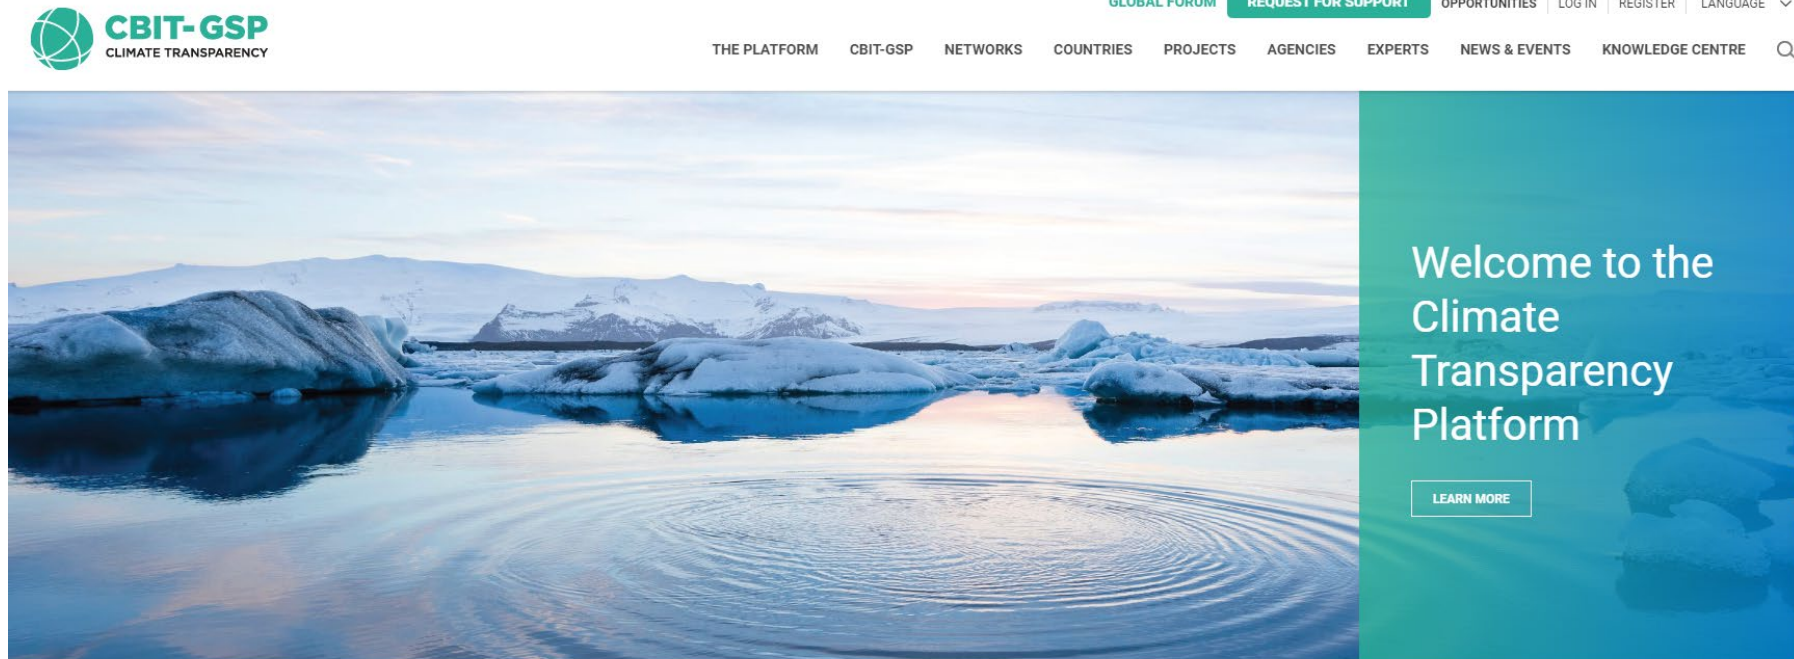 GLOBAL FORUM REQUEST FOR SUPPORT OPPORTUNITIES LOG IN REGISTER LANGUAGE
CBIT-GSP
CLIMATE TRANSPARENCY
THE PLATFORM CBIT-GSP NETWORKS COUNTRIES PROJECTS AGENCIES EXPERTS NEWS & EVENTS KNOWLEDGE CENTRE
Welcome to the
Climate
Transparency
Platform
LEARN MORE